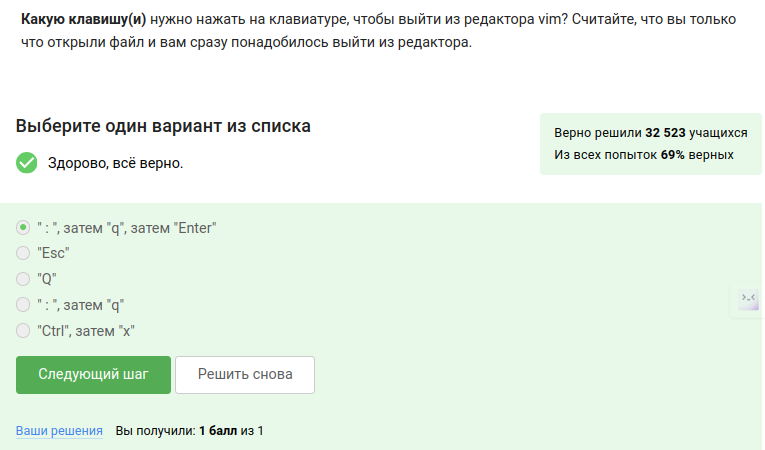 Какую клавишу(и) нужно нажать на клавиатуре, чтобы выйти из редактора vim? Считайте, что вы только
что открыли файл и вам сразу понадобилось выйти из редактора.
Выберите один вариант из списка
Здорово, всё верно.
Верно решили 32 523 учащихся
Из всех попыток 69% верных
" : ", затем "q", затем "Enter"
"Esc"
"Q"
" : ", затем "q"
"Ctrl", затем "x"
Следующий шаг
Решить снова
Ваши решения
Вы получили: 1 балл из 1